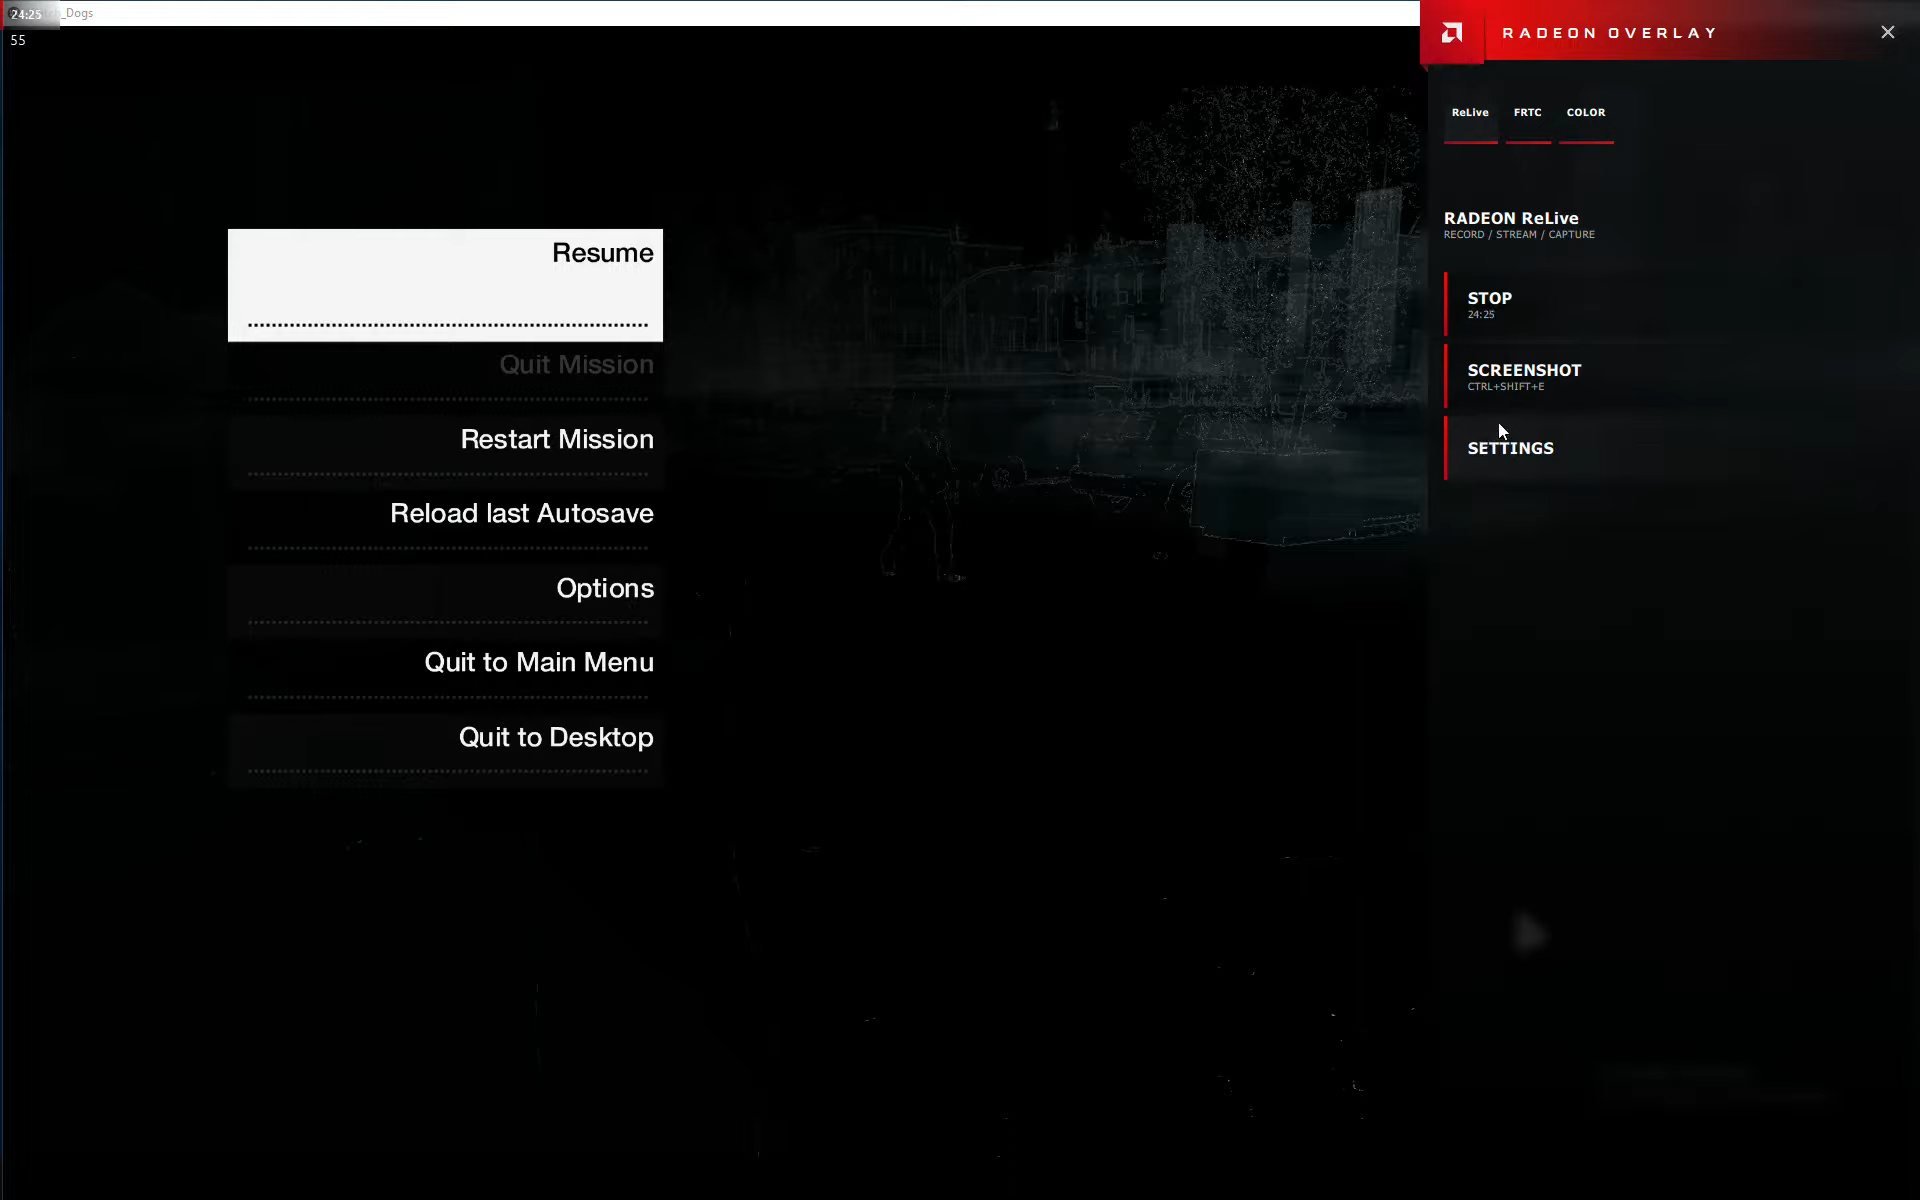 24:25
_Dogs
55
Resume
Quit Mission
Restart Mission
Reload last Autosave
Options
Quit to Main Menu
Quit to Desktop
RADEON OVERLAY
ReLive FRTC COLOR
RADEON ReLive
RECORD / STREAM / CAPTURE
STOP
24:25
SCREENSHOT
CTRL+SHIFT+E
SETTINGS